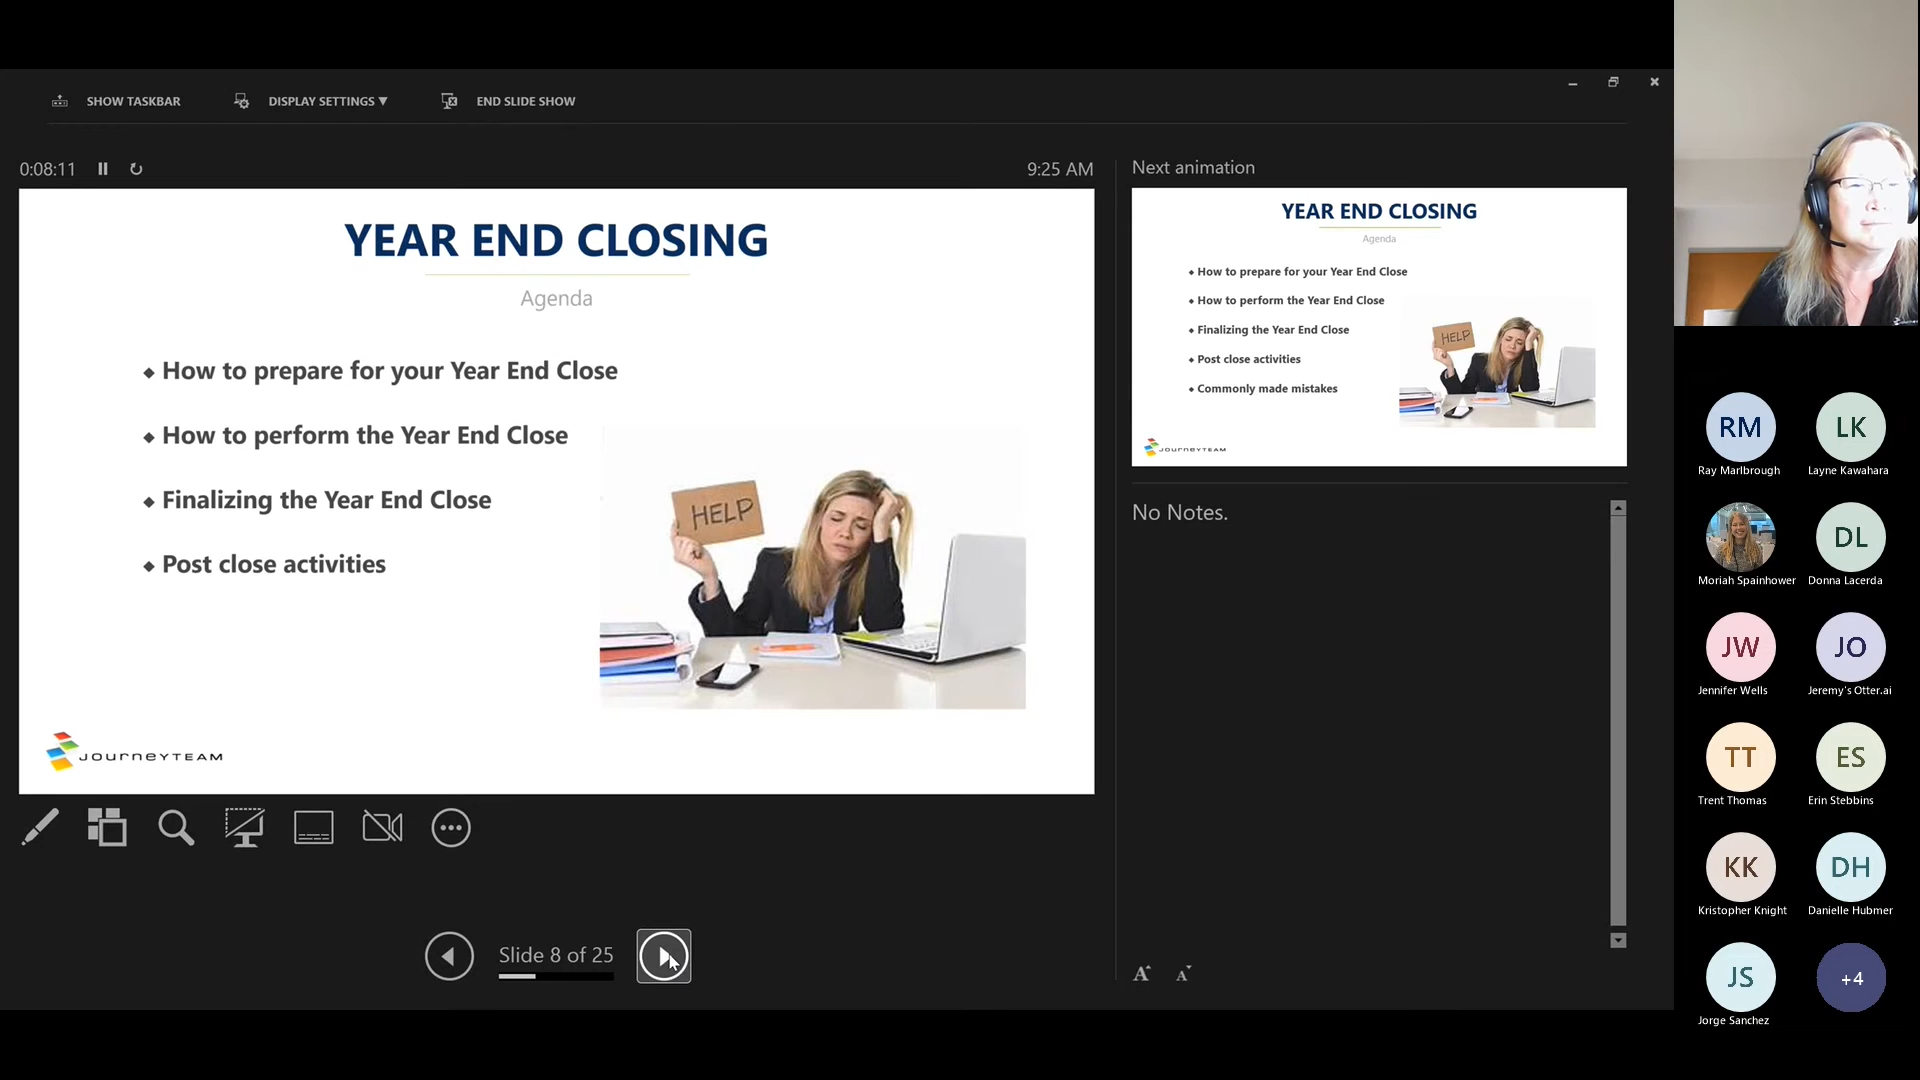 SHOW TASKBAR
DISPLAY SETTINGS ▼
END SLIDE SHOW
0:08:11
9:25 AM
YEAR END CLOSING
Agenda
◆ How to prepare for your Year End Close
◆ How to perform the Year End Close
◆ Finalizing the Year End Close
◆ Post close activities
HELP
JOURNEYTEAM
Slide 8 of 25
Next animation
YEAR END CLOSING
Agenda
◆ How to prepare for your Year End Close
◆ How to perform the Year End Close
◆ Finalizing the Year End Close
◆ Post close activities
◆ Commonly made mistakes
HELP
JOURNEYTEAM
No Notes.
A A
RM LK
Ray Marlbrough Layne Kawahara
DL
Moriah Spainhower Donna Lacerda
JW JO
Jennifer Wells Jeremy's Otter.ai
TT ES
Trent Thomas Erin Stebbins
KK DH
Kristopher Knight Danielle Hubmer
JS +4
Jorge Sanchez